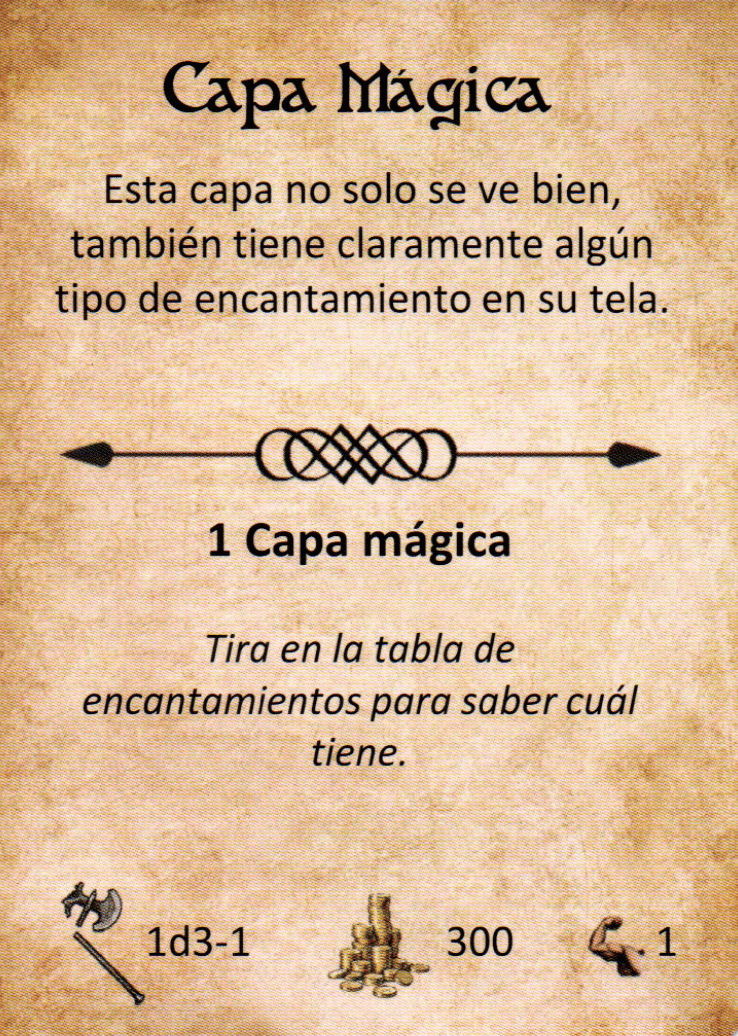 Capa Mágica
Esta capa no solo se ve bien,
también tiene claramente algún
tipo de encantamiento en su tela.
1 Capa mágica
Tira en la tabla de
encantamientos para saber cuál
tiene.
1d3-1 300 1